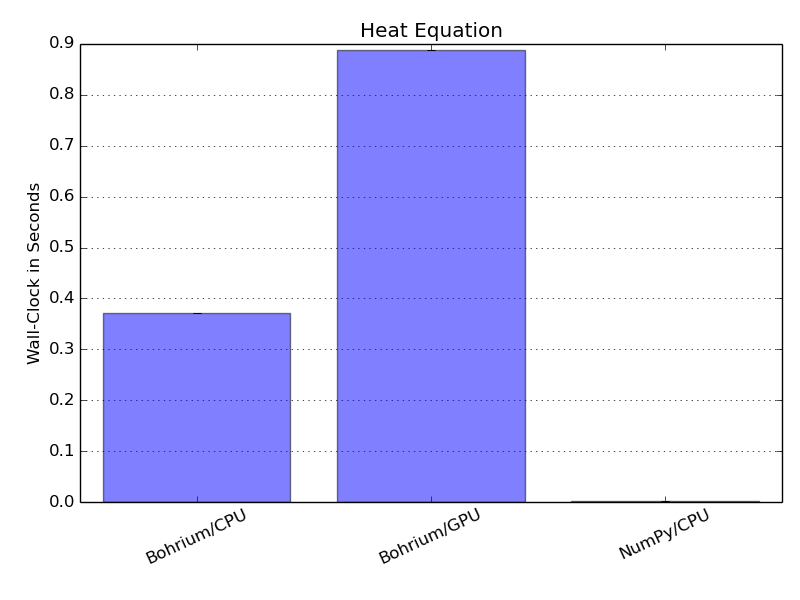 Heat Equation
Wall-Clock in Seconds
0.9
0.8
0.7
0.6
0.5
0.4
0.3
0.2
0.1
0.0
Bohrium/CPU
Bohrium/GPU
NumPy/CPU